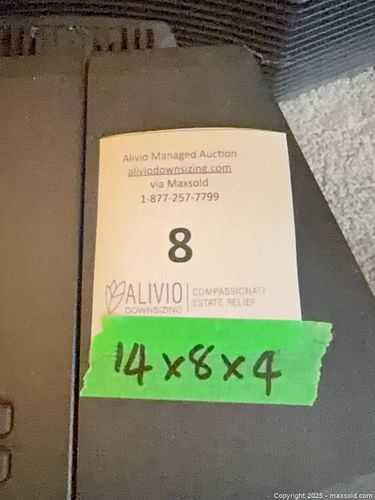 Alivio Managed Auction
aliviodownsizing.com
via Maxsold
1-877-257-7799
8
ALIVIO
DOWNSIZING
COMPASSIONATE
ESTATE RELIEF
14x8x4
Copyright 2025 - maxsold.com